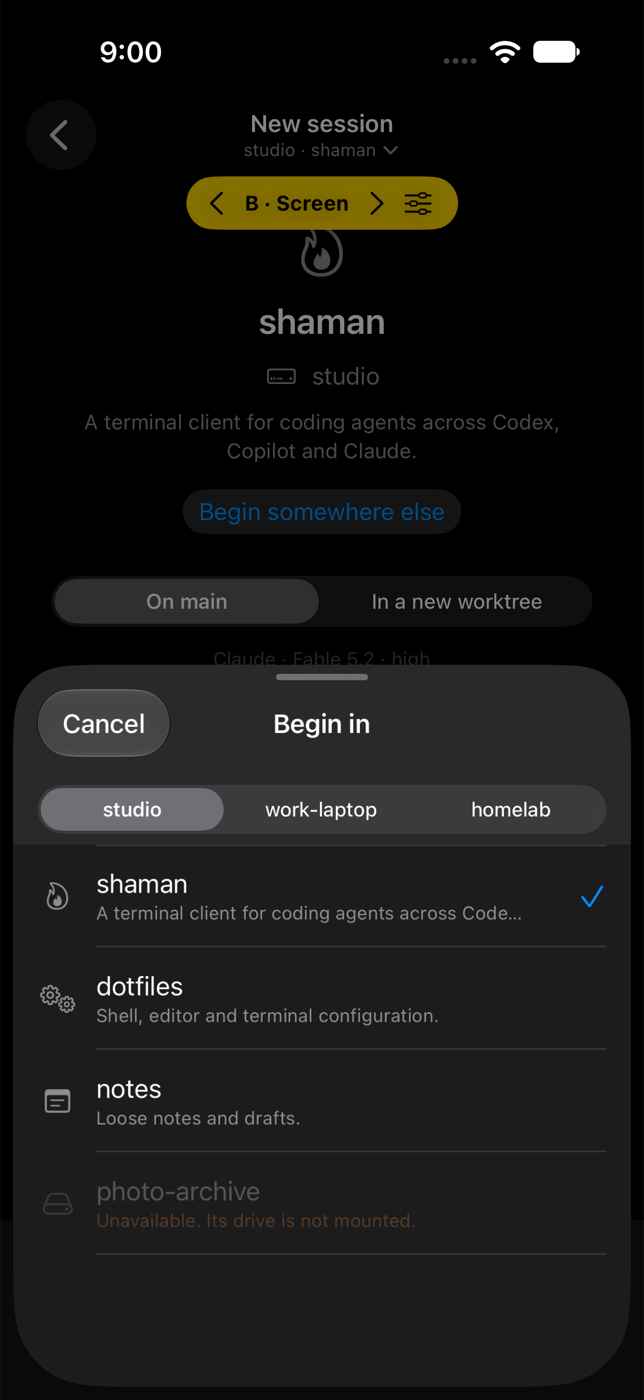 9:00
New session
studio · shaman
B · Screen
shaman
studio
A terminal client for coding agents across Codex,
Copilot and Claude.
Begin somewhere else
On main
In a new worktree
Claude · Fable 5.2 · high
Cancel
Begin in
studio
work-laptop
homelab
shaman
A terminal client for coding agents across Code...
dotfiles
Shell, editor and terminal configuration.
notes
Loose notes and drafts.
photo-archive
Unavailable. Its drive is not mounted.